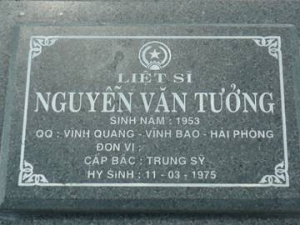 LIỆT SĨ
NGUYỄN VĂN TƯỞNG
SINH NĂM : 1953
QQ : VĨNH QUANG - VĨNH BẢO - HẢI PHÒNG
ĐƠN VỊ :
CẤP BẬC : TRUNG SỸ
HY SINH : 11 - 03 - 1975